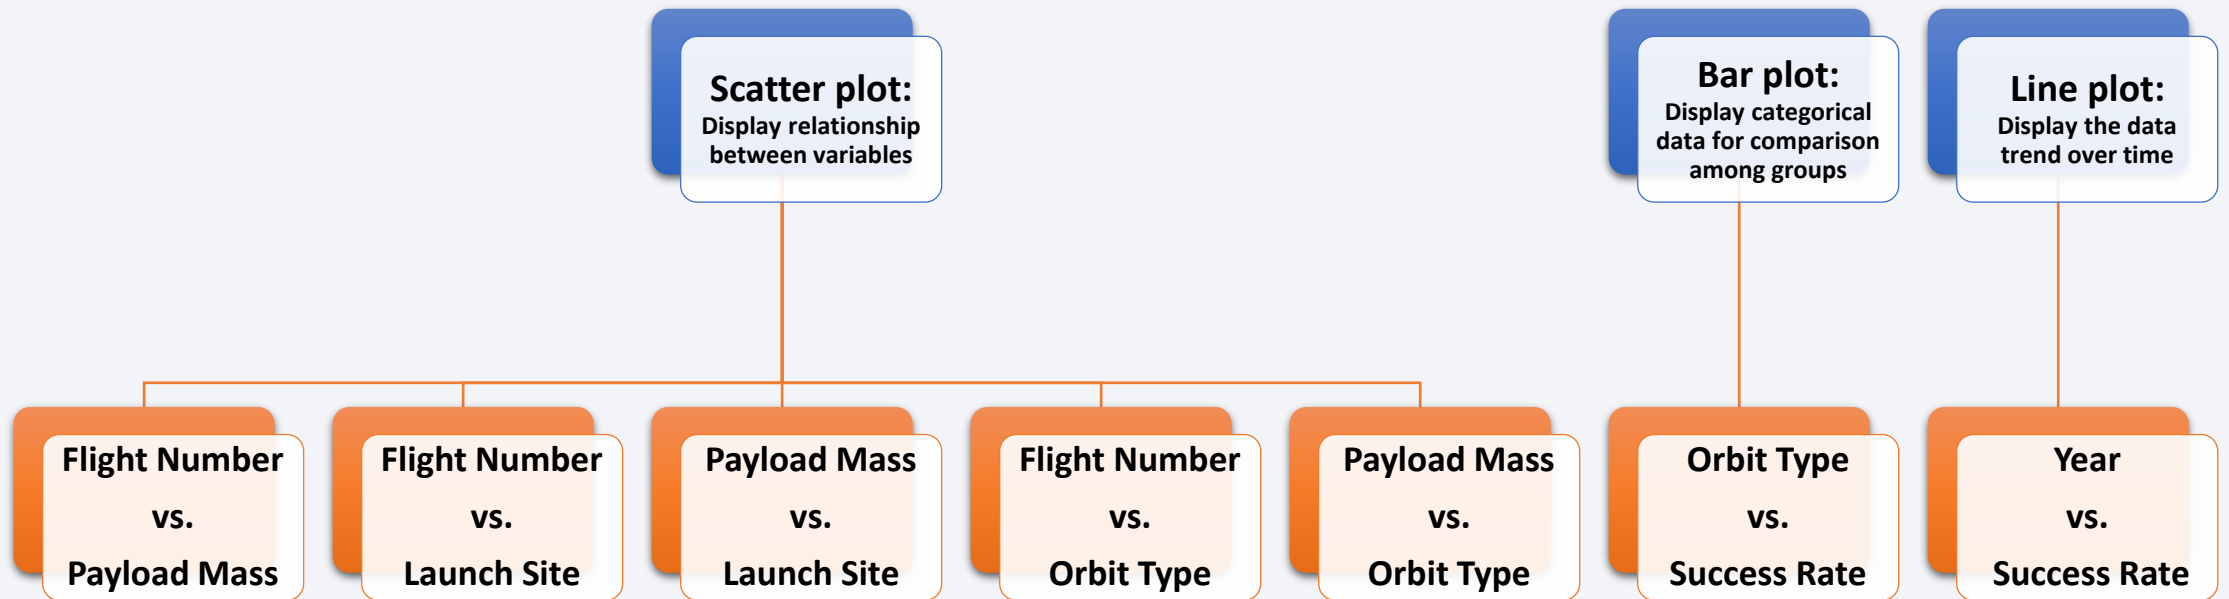 Scatter plot:
Display relationship
between variables
Bar plot:
Display categorical
data for comparison
among groups
Line plot:
Display the data
trend over time
Flight Number
vs.
Payload Mass
Flight Number
vs.
Launch Site
Payload Mass
vs.
Launch Site
Flight Number
vs.
Orbit Type
Payload Mass
vs.
Orbit Type
Orbit Type
vs.
Success Rate
Year
vs.
Success Rate